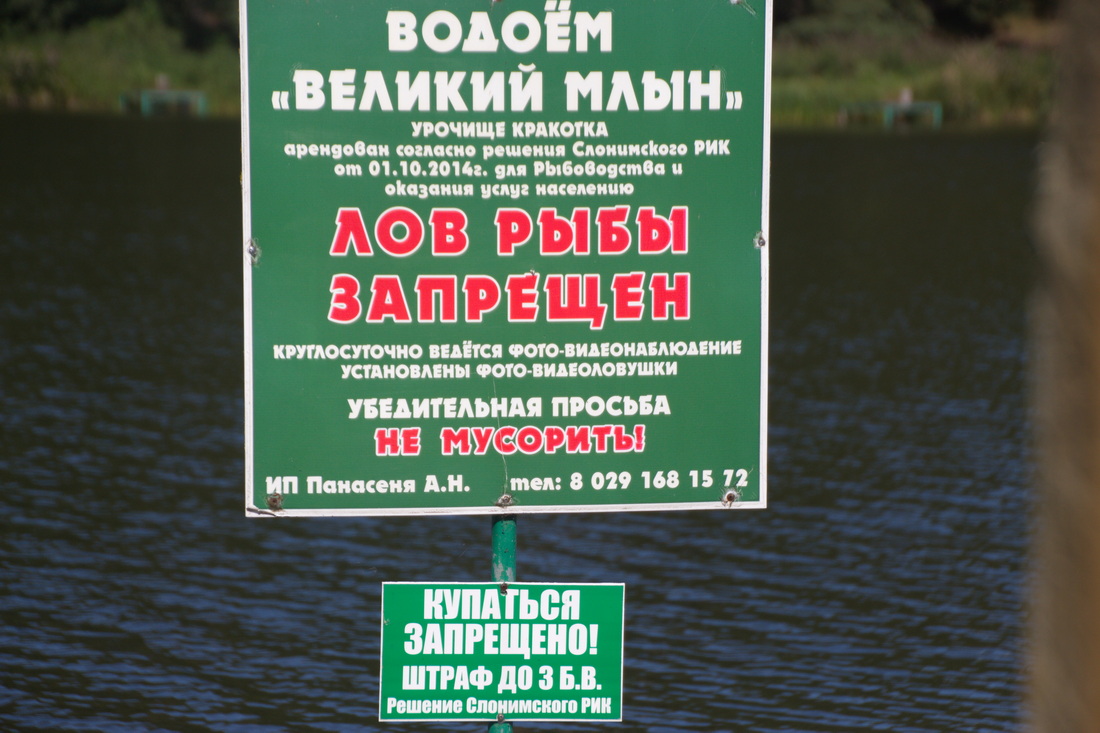 ВОДОЁМ
«ВЕЛИКИЙ МЛЫН»
УРОЧИЩЕ КРАКОТКА
арендован согласно решения Слонимского РИК
от 01.10.2014г. для Рыбоводства и
оказания услуг населению
ЛОВ РЫБЫ
ЗАПРЕЩЕН
КРУГЛОСУТОЧНО ВЕДЁТСЯ ФОТО-ВИДЕОНАБЛЮДЕНИЕ
УСТАНОВЛЕНЫ ФОТО-ВИДЕОЛОВУШКИ
УБЕДИТЕЛЬНАЯ ПРОСЬБА
НЕ МУСОРИТЬ!
ИП Панасеня А.Н. тел: 8 029 168 15 72
КУПАТЬСЯ
ЗАПРЕЩЕНО!
ШТРАФ ДО 3 Б.В.
Решение Слонимского РИК